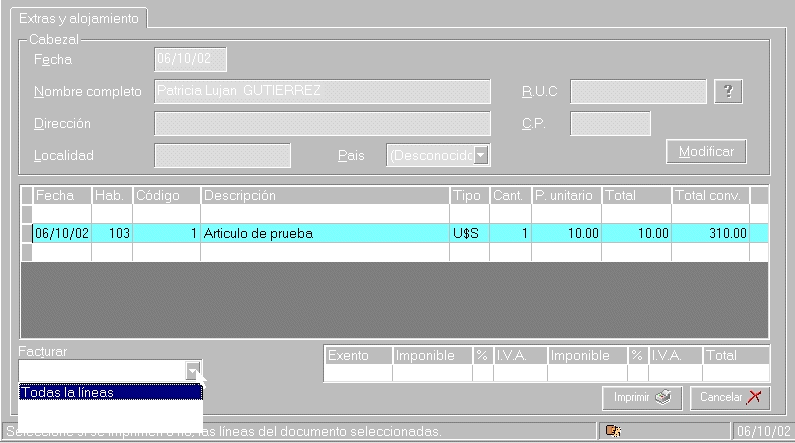 Extras y alojamiento
Cabezal
Fecha 06/10/02
Nombre completo Patricia Lujan GUTIERREZ R.U.C ?
Dirección C.P.
Localidad Pais (Desconocido Modificar
Fecha Hab. Código Descripción Tipo Cant. P. unitario Total Total conv.
06/10/02 103 1 Articulo de prueba U$S 1 10.00 10.00 310.00
Facturar
Exento Imponible % I.V.A. Imponible % I.V.A. Total
Todas la líneas
Imprimir Cancelar
Seleccione si se imprimen o no, las líneas del documento seleccionadas. 06/10/02